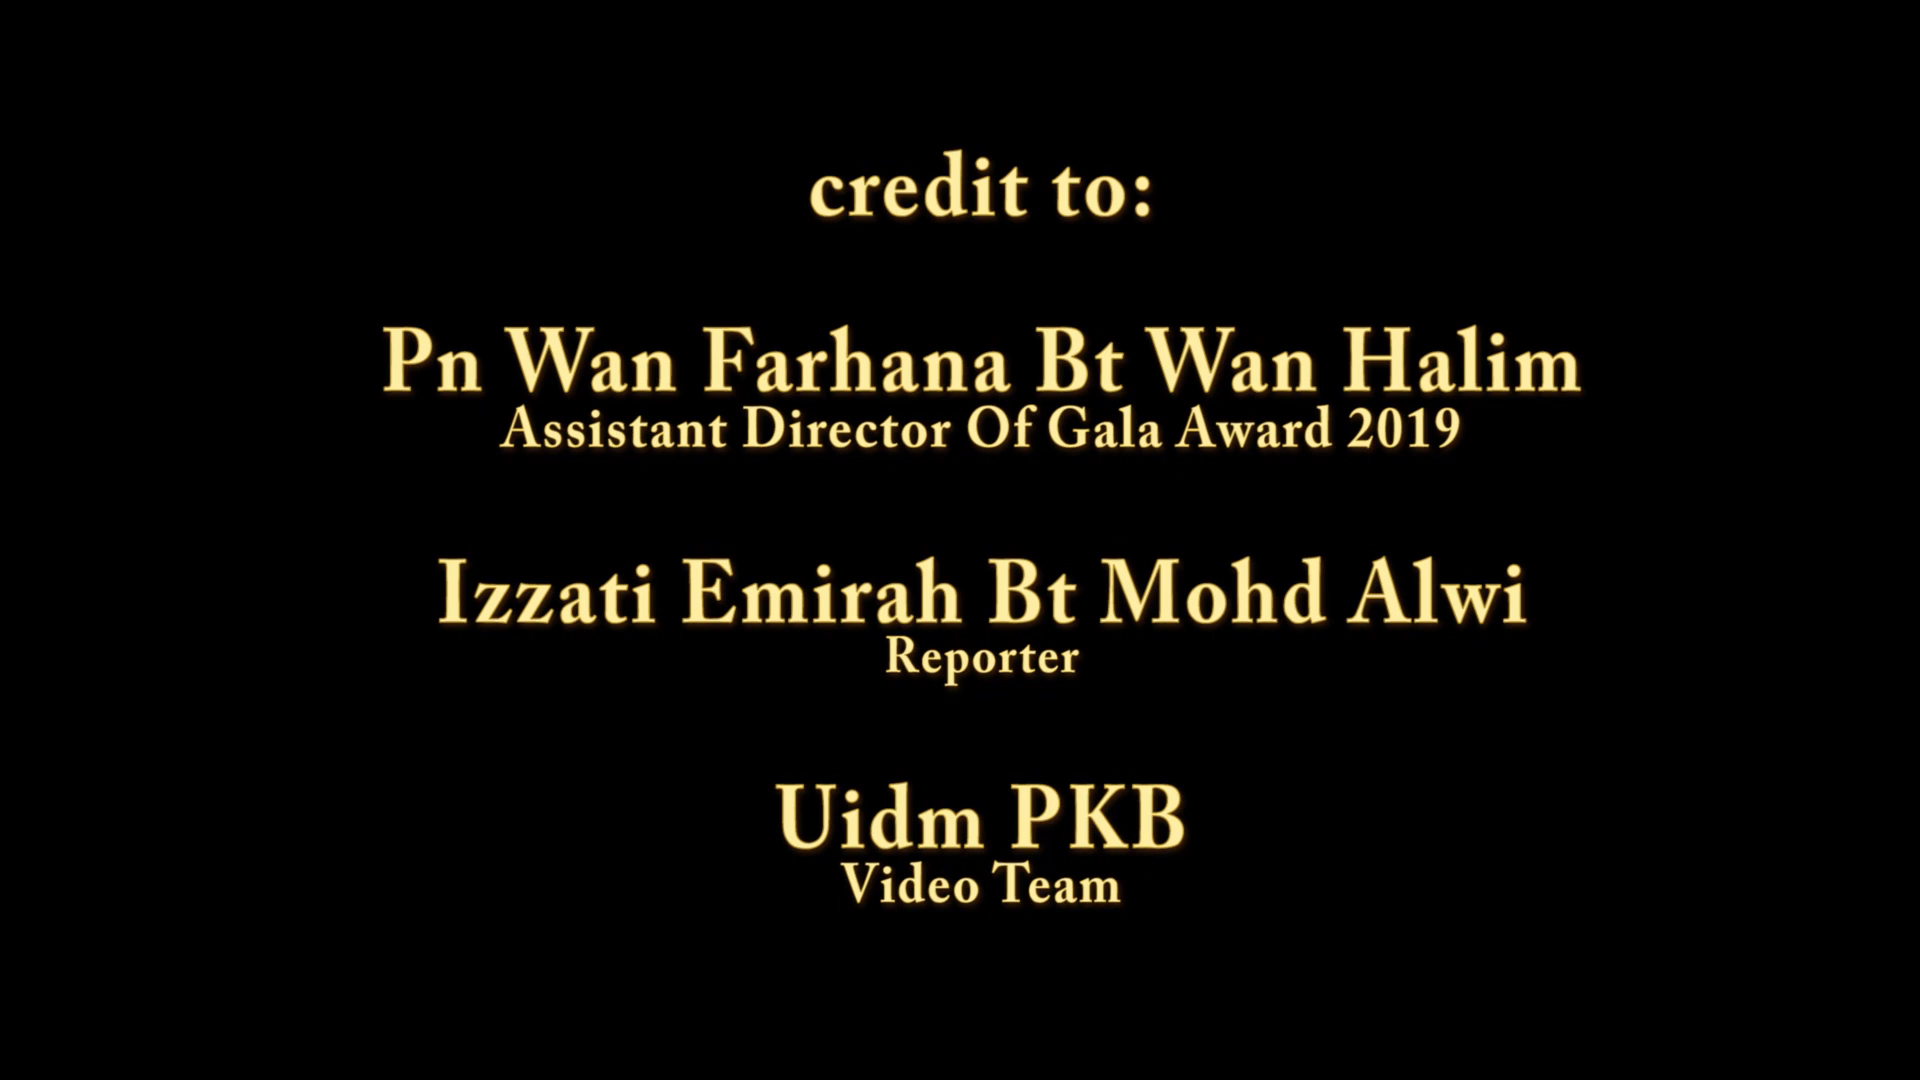 credit to:
Pn Wan Farhana Bt Wan Halim
Assistant Director Of Gala Award 2019
Izzati Emirah Bt Mohd Alwi
Reporter
Uidm PKB
Video Team